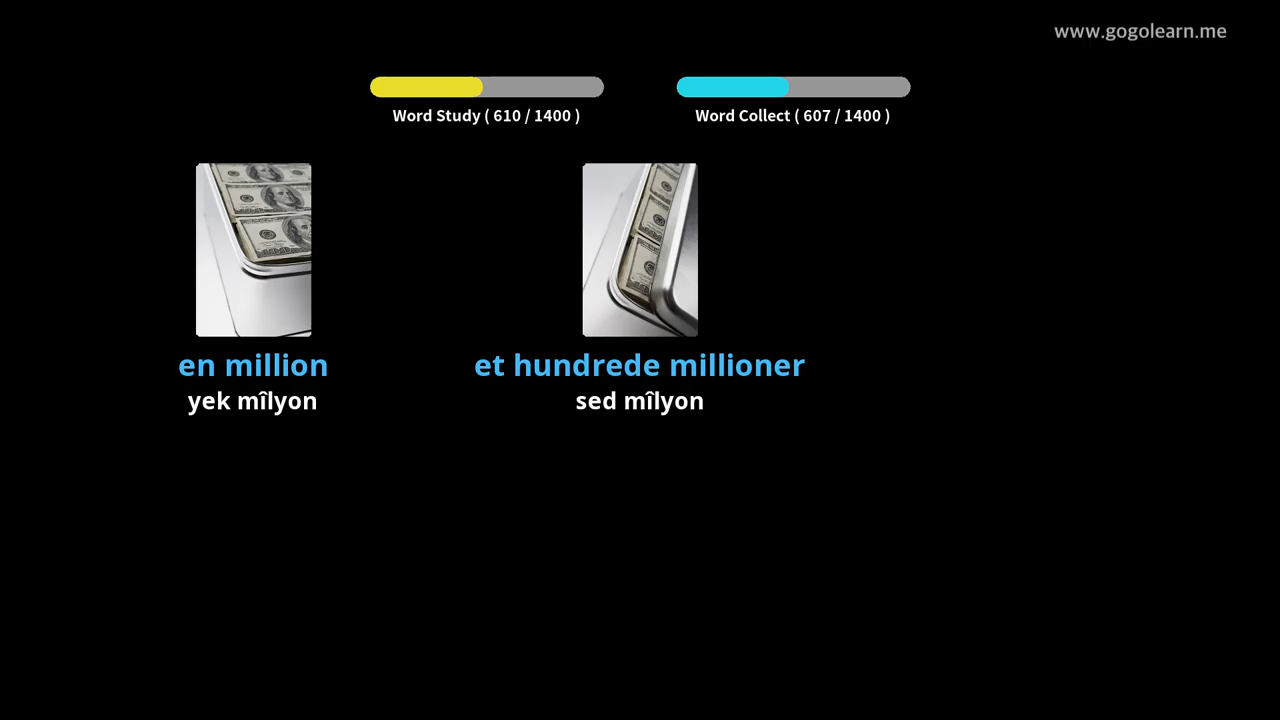 www.gogolearn.me
Word Study ( 610 / 1400 )
Word Collect ( 607 / 1400 )
en million
yek mîlyon
et hundrede millioner
sed mîlyon